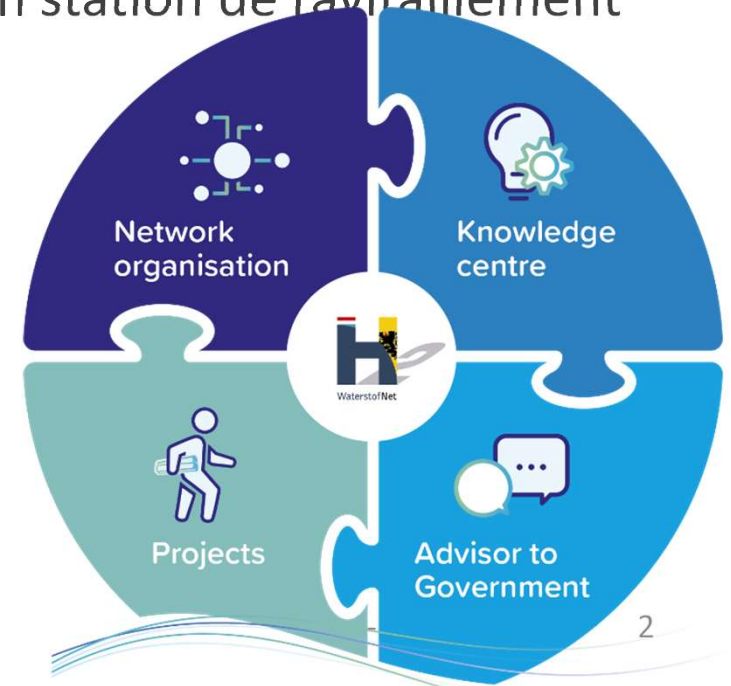 station de ravitaillement
Network
organisation
Knowledge
centre
WaterstofNet
Projects
Advisor to
Government
2